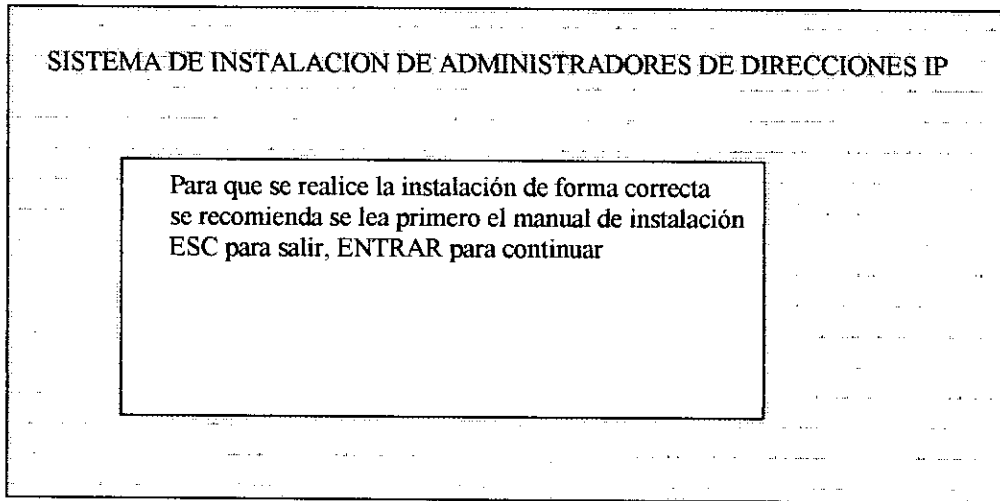 SISTEMA DE INSTALACION DE ADMINISTRADORES DE DIRECCIONES IP
Para que se realice la instalación de forma correcta
se recomienda se lea primero el manual de instalación
ESC para salir, ENTRAR para continuar